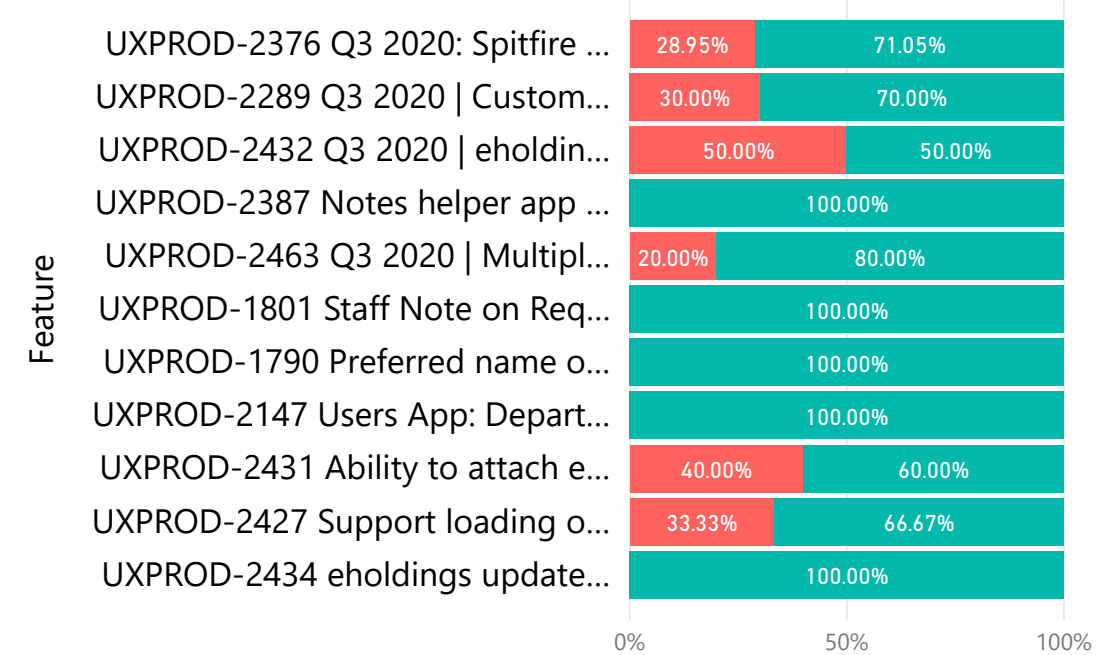 UXPROD-2376 Q3 2020: Spitfire ... 28.95% 71.05%
UXPROD-2289 Q3 2020 | Custom... 30.00% 70.00%
UXPROD-2432 Q3 2020 | eholdin... 50.00% 50.00%
UXPROD-2387 Notes helper app ... 100.00%
UXPROD-2463 Q3 2020 | Multipl... 20.00% 80.00%
UXPROD-1801 Staff Note on Req... 100.00%
UXPROD-1790 Preferred name o... 100.00%
UXPROD-2147 Users App: Depart... 100.00%
UXPROD-2431 Ability to attach e... 40.00% 60.00%
UXPROD-2427 Support loading o... 33.33% 66.67%
UXPROD-2434 eholdings update... 100.00%
Feature
0% 50% 100%